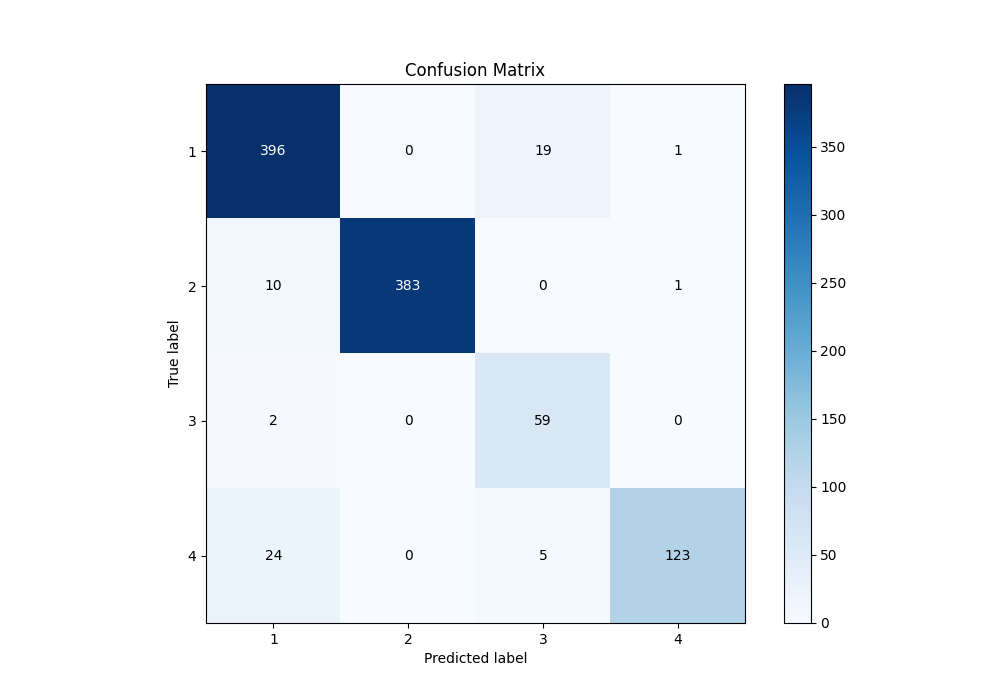 Confusion Matrix
1 396 0 19 1
2 10 383 0 1
3 2 0 59 0
4 24 0 5 123
1 2 3 4
Predicted label
True label
350
300
250
200
150
100
50
0